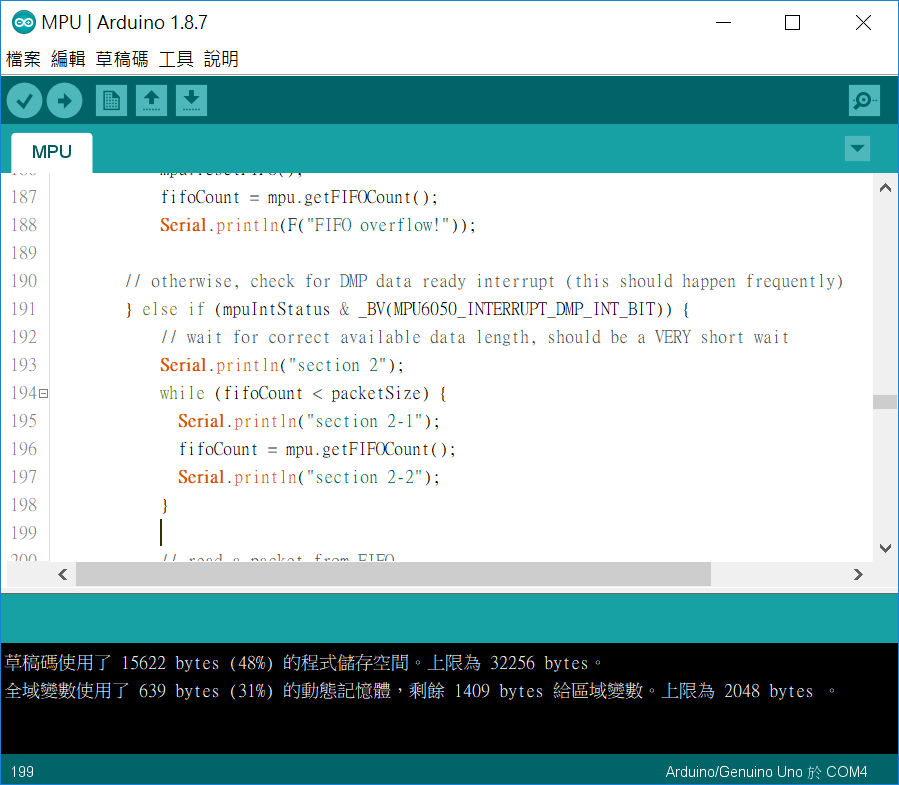 MPU | Arduino 1.8.7
檔案 編輯 草稿碼 工具 說明
MPU
187 fifoCount = mpu.getFIFOCount();
188 Serial.println(F("FIFO overflow!"));
189
190 // otherwise, check for DMP data ready interrupt (this should happen frequently)
191 } else if (mpuIntStatus & _BV(MPU6050_INTERRUPT_DMP_INT_BIT)) {
192 // wait for correct available data length, should be a VERY short wait
193 Serial.println("section 2");
194 while (fifoCount < packetSize) {
195 Serial.println("section 2-1");
196 fifoCount = mpu.getFIFOCount();
197 Serial.println("section 2-2");
198 }
199
200 // read a packet from FIFO
草稿碼使用了 15622 bytes (48%) 的程式儲存空間。上限為 32256 bytes。
全域變數使用了 639 bytes (31%) 的動態記憶體，剩餘 1409 bytes 給區域變數。上限為 2048 bytes 。
199
Arduino/Genuino Uno 於 COM4